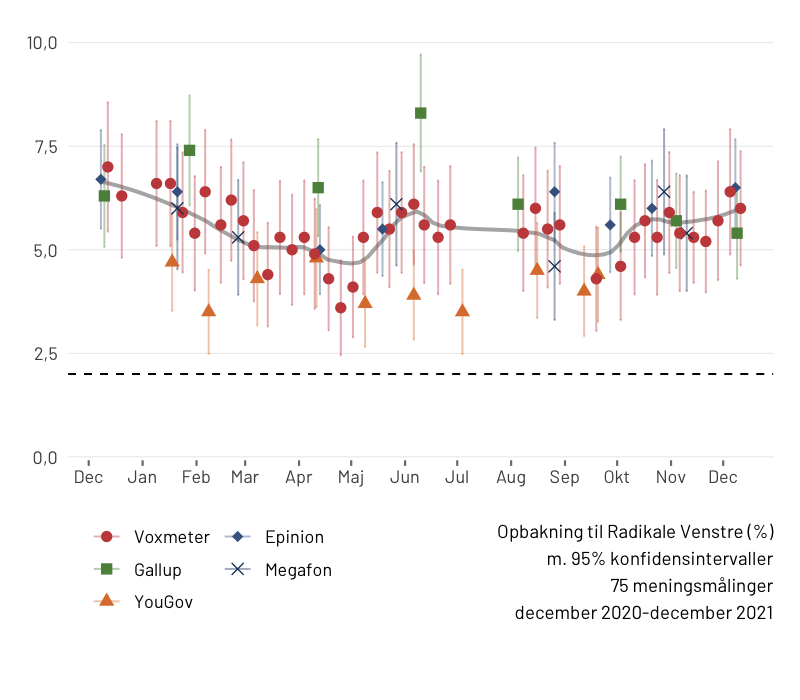 10,0
7,5
5,0
2,5
0,0
Dec Jan Feb Mar Apr Maj Jun Jul Aug Sep Okt Nov Dec
Voxmeter
Epinion
Gallup
Megafon
YouGov
Opbakning til Radikale Venstre (%)
m. 95% konfidensintervaller
75 meningsmålinger
december 2020-december 2021